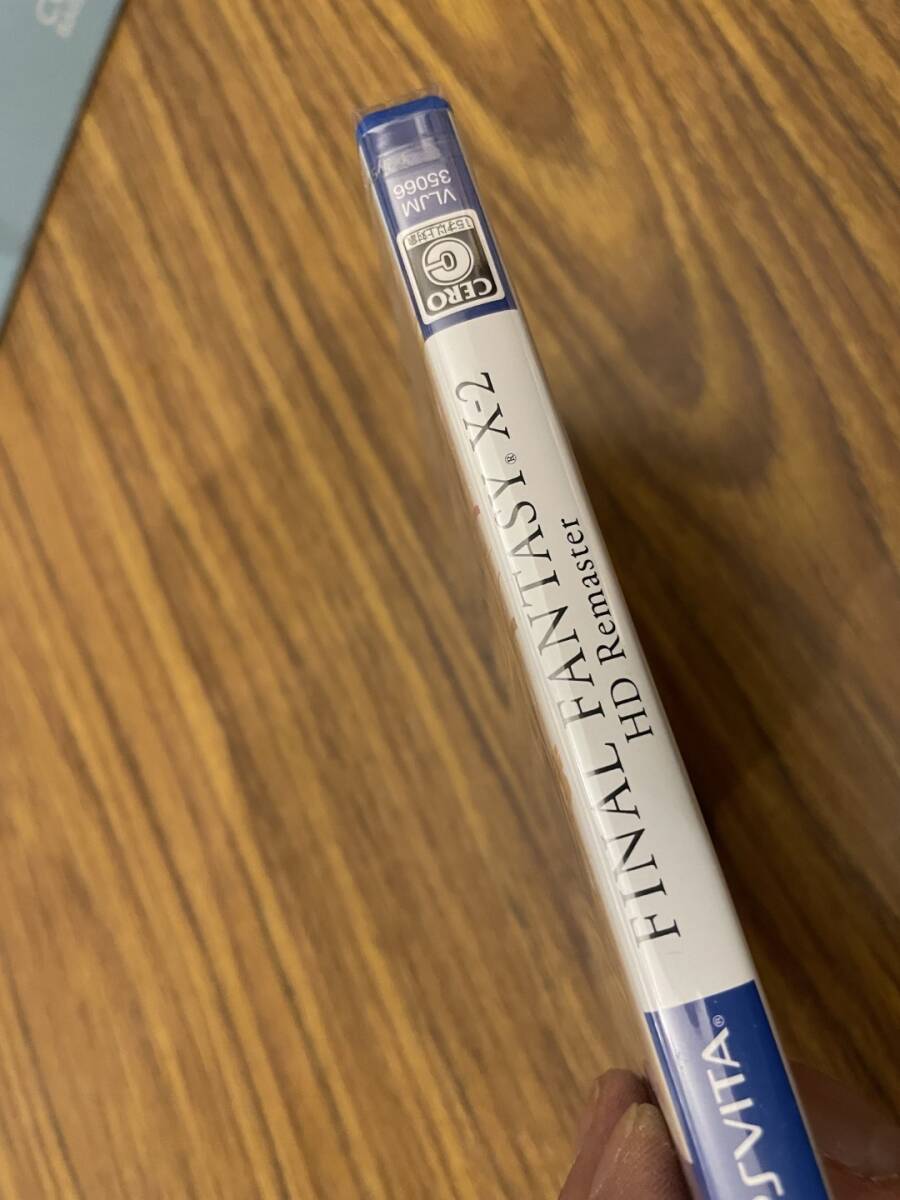 VLJM
35066
15才以上対象
C
CERO
FINAL FANTASY® X-2
HD Remaster
PSVITA®